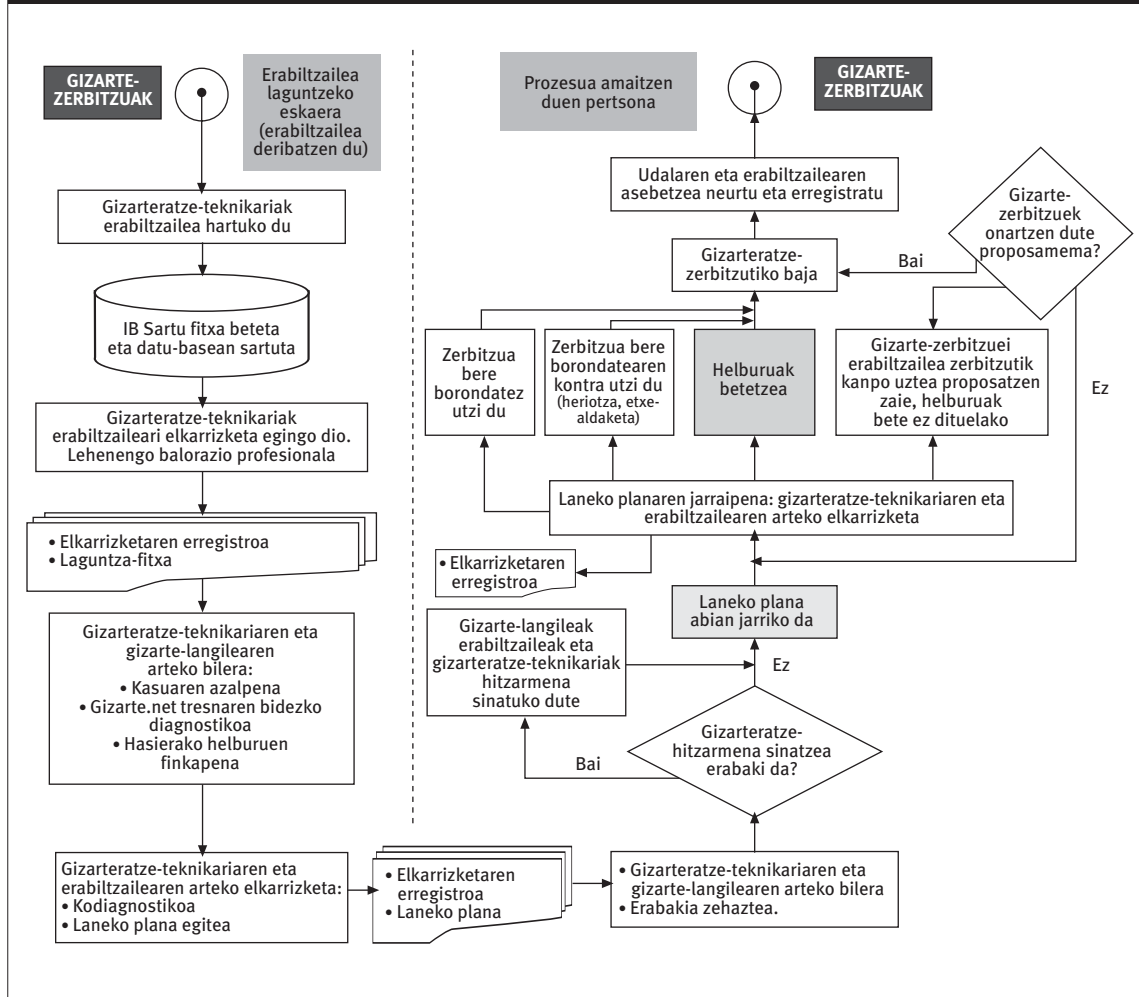 GIZARTE-
ZERBITZUAK
Erabiltzailea
laguntzeko
eskaera
(erabiltzailea
deribatzen du)
Gizarteratze-teknikariak
erabiltzailea hartuko du
IB Sartu fitxa beteta
eta datu-basean sartuta
Gizarteratze-teknikariak
erabiltzaileari elkarrizketa egingo dio.
Lehenengo balorazio profesionala
• Elkarrizketaren erregistroa
• Laguntza-fitxa
Gizarteratze-teknikariaren eta
gizarte-langilearen
arteko bilera:
• Kasuaren azalpena
• Gizarte.net tresnaren bidezko
diagnostikoa
• Hasierako helburuen
finkapena
Gizarteratze-teknikariaren eta
erabiltzailearen arteko elkarrizketa:
• Kodiagnostikoa
• Laneko plana egitea
• Elkarrizketaren
erregistroa
• Laneko plana
• Gizarteratze-teknikariaren eta
gizarte-langilearen arteko bilera
• Erabakia zehaztea.
Gizarteratze-
hitzarmena sinatzea
erabaki da?
Bai
Ez
Gizarte-langileak
erabiltzaileak eta
gizarteratze-teknikariak
hitzarmena
sinatuko dute
Laneko plana
abian jarriko da
• Elkarrizketaren
erregistroa
Laneko planaren jarraipena: gizarteratze-teknikariaren eta
erabiltzailearen arteko elkarrizketa
Zerbitzua
bere
borondatez
utzi du
Zerbitzua bere
borondatearen
kontra utzi du
(heriotza, etxe-
aldaketa)
Helburuak
betetzea
Gizarte-zerbitzuei
erabiltzailea zerbitzutik
kanpo uztea proposatzen
zaie, helburuak
bete ez dituelako
Ez
Gizarte-
zerbitzuek
onartzen dute
proposamema?
Bai
Gizarteratze-
zerbitzutiko baja
Udalaren eta erabiltzailearen
asebetzea neurtu eta erregistratu
Prozesua amaitzen
duen pertsona
GIZARTE-
ZERBITZUAK